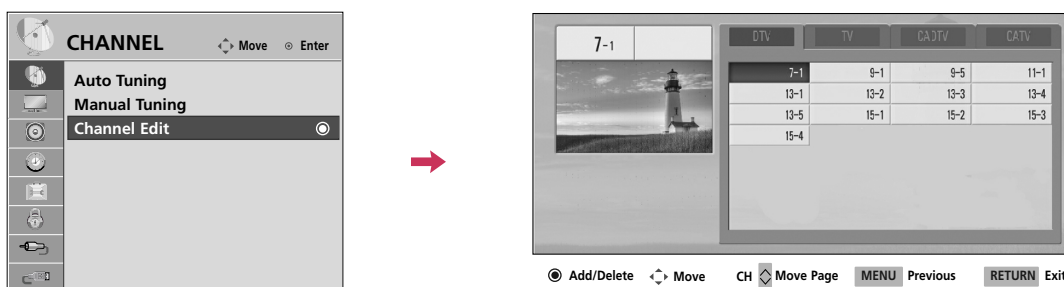 CHANNEL Move Enter
Auto Tuning
Manual Tuning
Channel Edit
7-1
DTV TV CADTV CATV
7-1 9-1 9-5 11-1
13-1 13-2 13-3 13-4
13-5 15-1 15-2 15-3
15-4
Add/Delete Move CH Move Page MENU Previous RETURN Exit